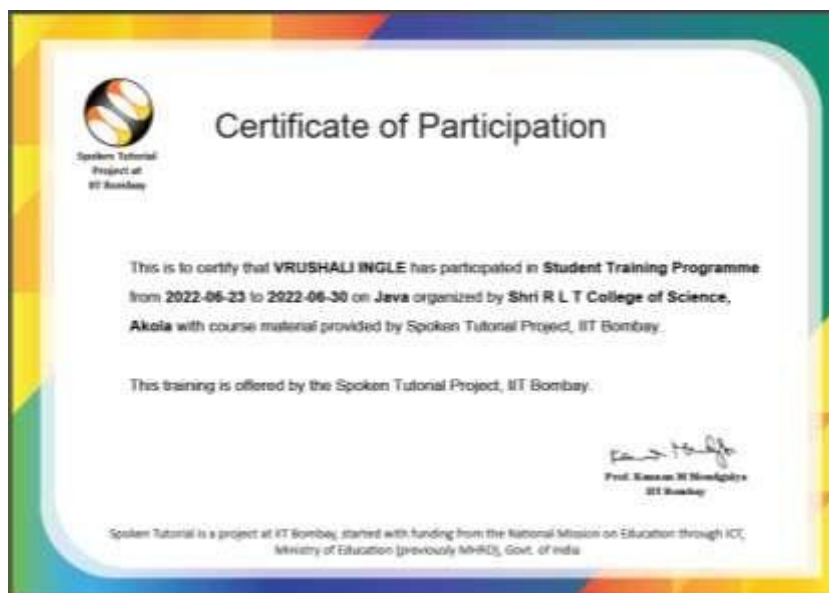 Spoken Tutorial
Project at
IIT Bombay
Certificate of Participation
This is to certify that VRUSHALI INGLE has participated in Student Training Programme
from 2022-06-23 to 2022-06-30 on Java organized by Shri R L T College of Science,
Akola with course material provided by Spoken Tutorial Project, IIT Bombay.
This training is offered by the Spoken Tutorial Project, IIT Bombay.
Prof. Kannan M Moudgalya
IIT Bombay
Spoken Tutorial is a project at IIT Bombay, started with funding from the National Mission on Education through ICT,
Ministry of Education (previously MHRD), Govt. of India